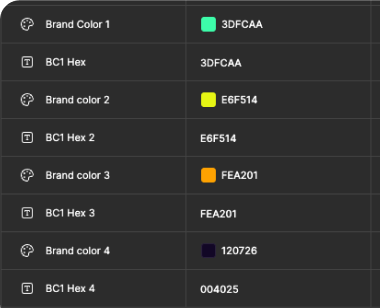 Brand Color 1 3DFCAA
BC1 Hex 3DFCAA
Brand color 2 E6F514
BC1 Hex 2 E6F514
Brand color 3 FEA201
BC1 Hex 3 FEA201
Brand color 4 120726
BC1 Hex 4 004025